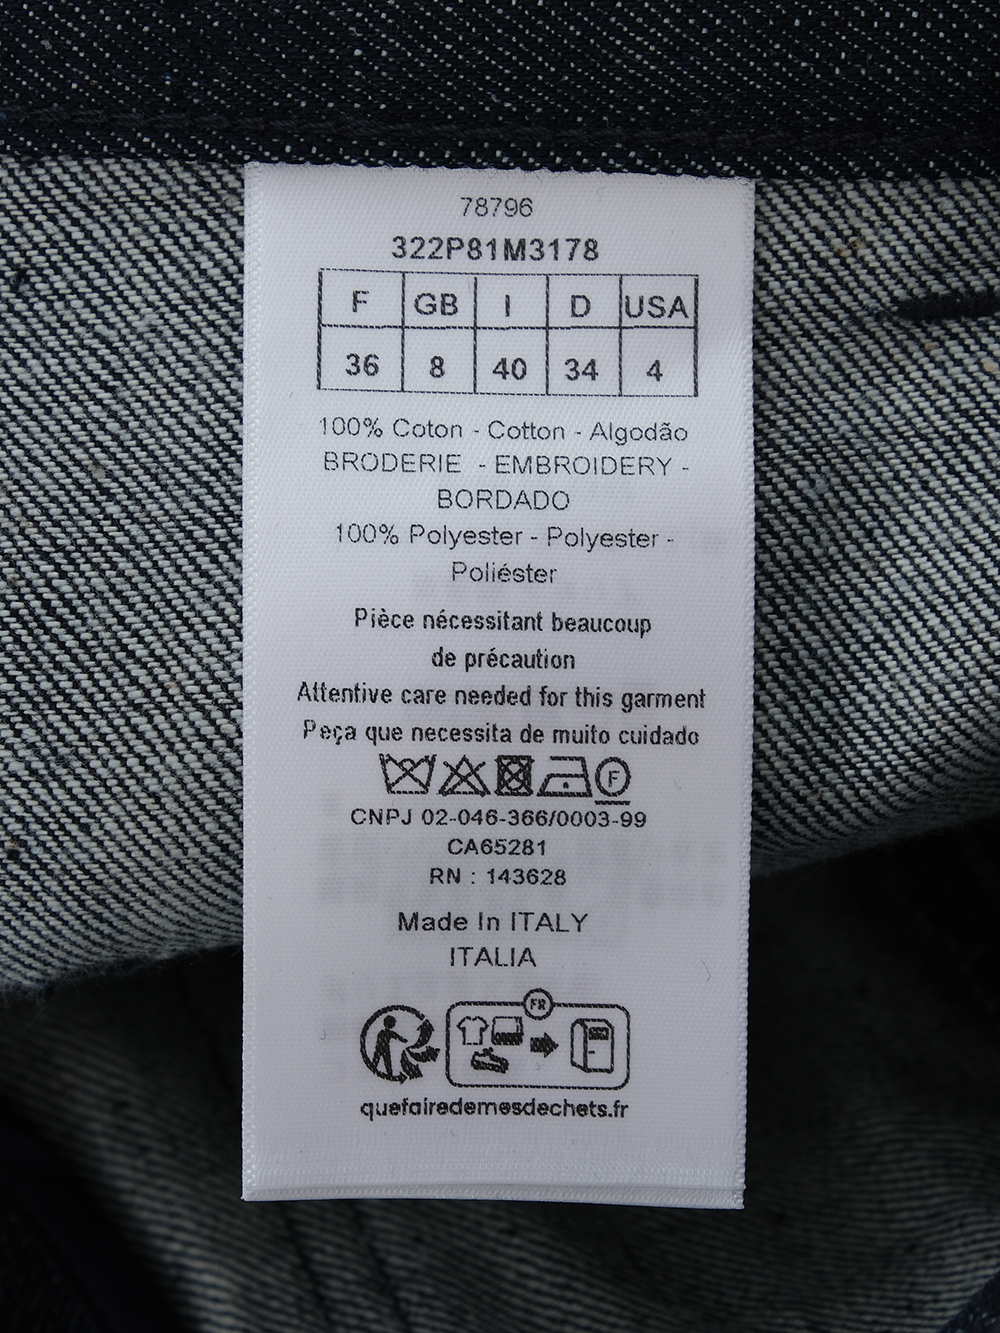 78796
322P81M3178
F GB I D USA
36 8 40 34 4
100% Coton - Cotton - Algodão
BRODERIE - EMBROIDERY -
BORDADO
100% Polyester - Polyester -
Poliéster
Pièce nécessitant beaucoup
de précaution
Attentive care needed for this garment
Peça que necessita de muito cuidado
F
CNPJ 02-046-366/0003-99
CA65281
RN : 143628
Made In ITALY
ITALIA
FR
quefairedemesdechets.fr